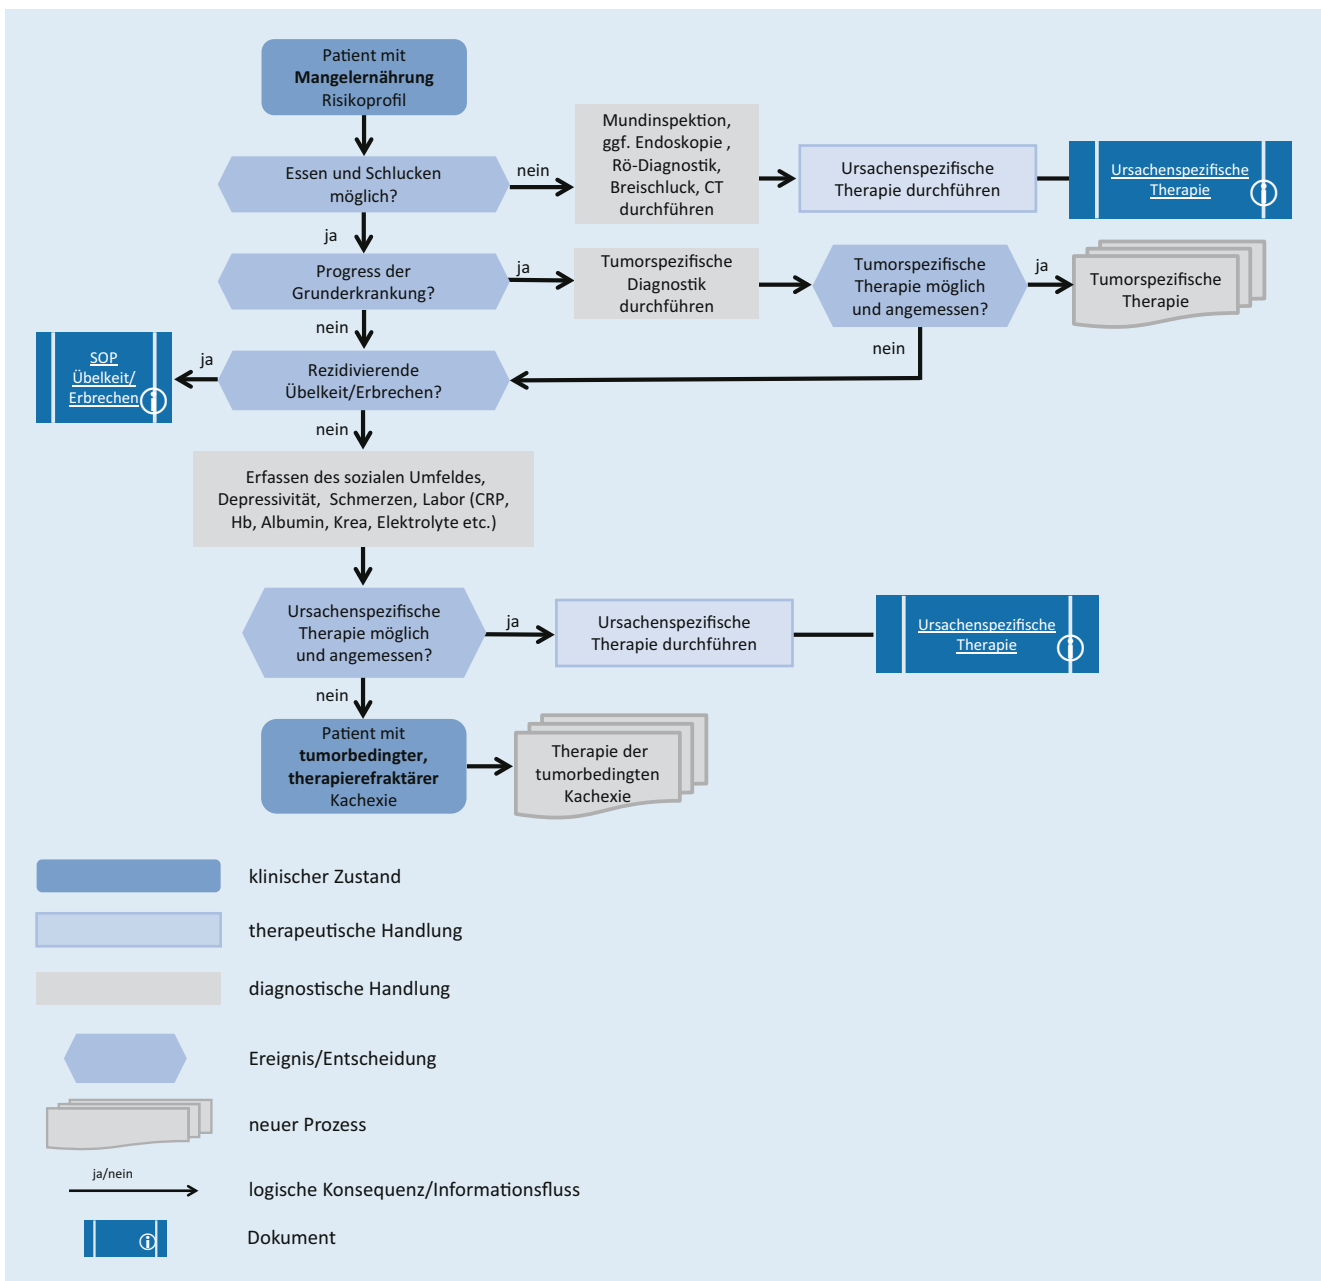 Patient mit
Mangelernährung
Risikoprofil
Essen und Schlucken
möglich?
nein
Mundinspektion,
ggf. Endoskopie ,
Rö-Diagnostik,
Breischluck, CT
durchführen
Ursachenspezifische
Therapie durchführen
Ursachenspezifische
Therapie
ja
Progress der
Grunderkrankung?
ja
Tumorspezifische
Diagnostik
durchführen
Tumorspezifische
Therapie möglich
und angemessen?
ja
Tumorspezifische
Therapie
nein
nein
Rezidivierende
Übelkeit/Erbrechen?
ja
SOP
Übelkeit/
Erbrechen
nein
Erfassen des sozialen Umfeldes,
Depressivität, Schmerzen, Labor (CRP,
Hb, Albumin, Krea, Elektrolyte etc.)
Ursachenspezifische
Therapie möglich
und angemessen?
ja
Ursachenspezifische
Therapie durchführen
Ursachenspezifische
Therapie
nein
Patient mit
tumorbedingter,
therapierefraktärer
Kachexie
Therapie der
tumorbedingten
Kachexie
klinischer Zustand
therapeutische Handlung
diagnostische Handlung
Ereignis/Entscheidung
neuer Prozess
ja/nein
logische Konsequenz/Informationsfluss
Dokument